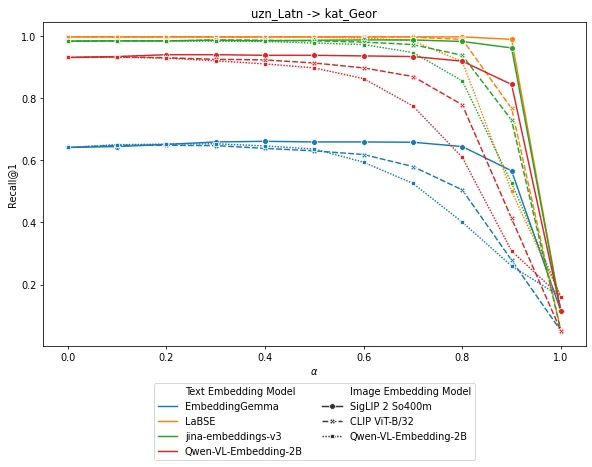 uzn_Latn -> kat_Geor
Recall@1
1.0
0.8
0.6
0.4
0.2
0.0 0.2 0.4 0.6 0.8 1.0
α
Text Embedding Model Image Embedding Model
EmbeddingGemma SigLIP 2 So400m
LaBSE CLIP ViT-B/32
jina-embeddings-v3 Qwen-VL-Embedding-2B
Qwen-VL-Embedding-2B